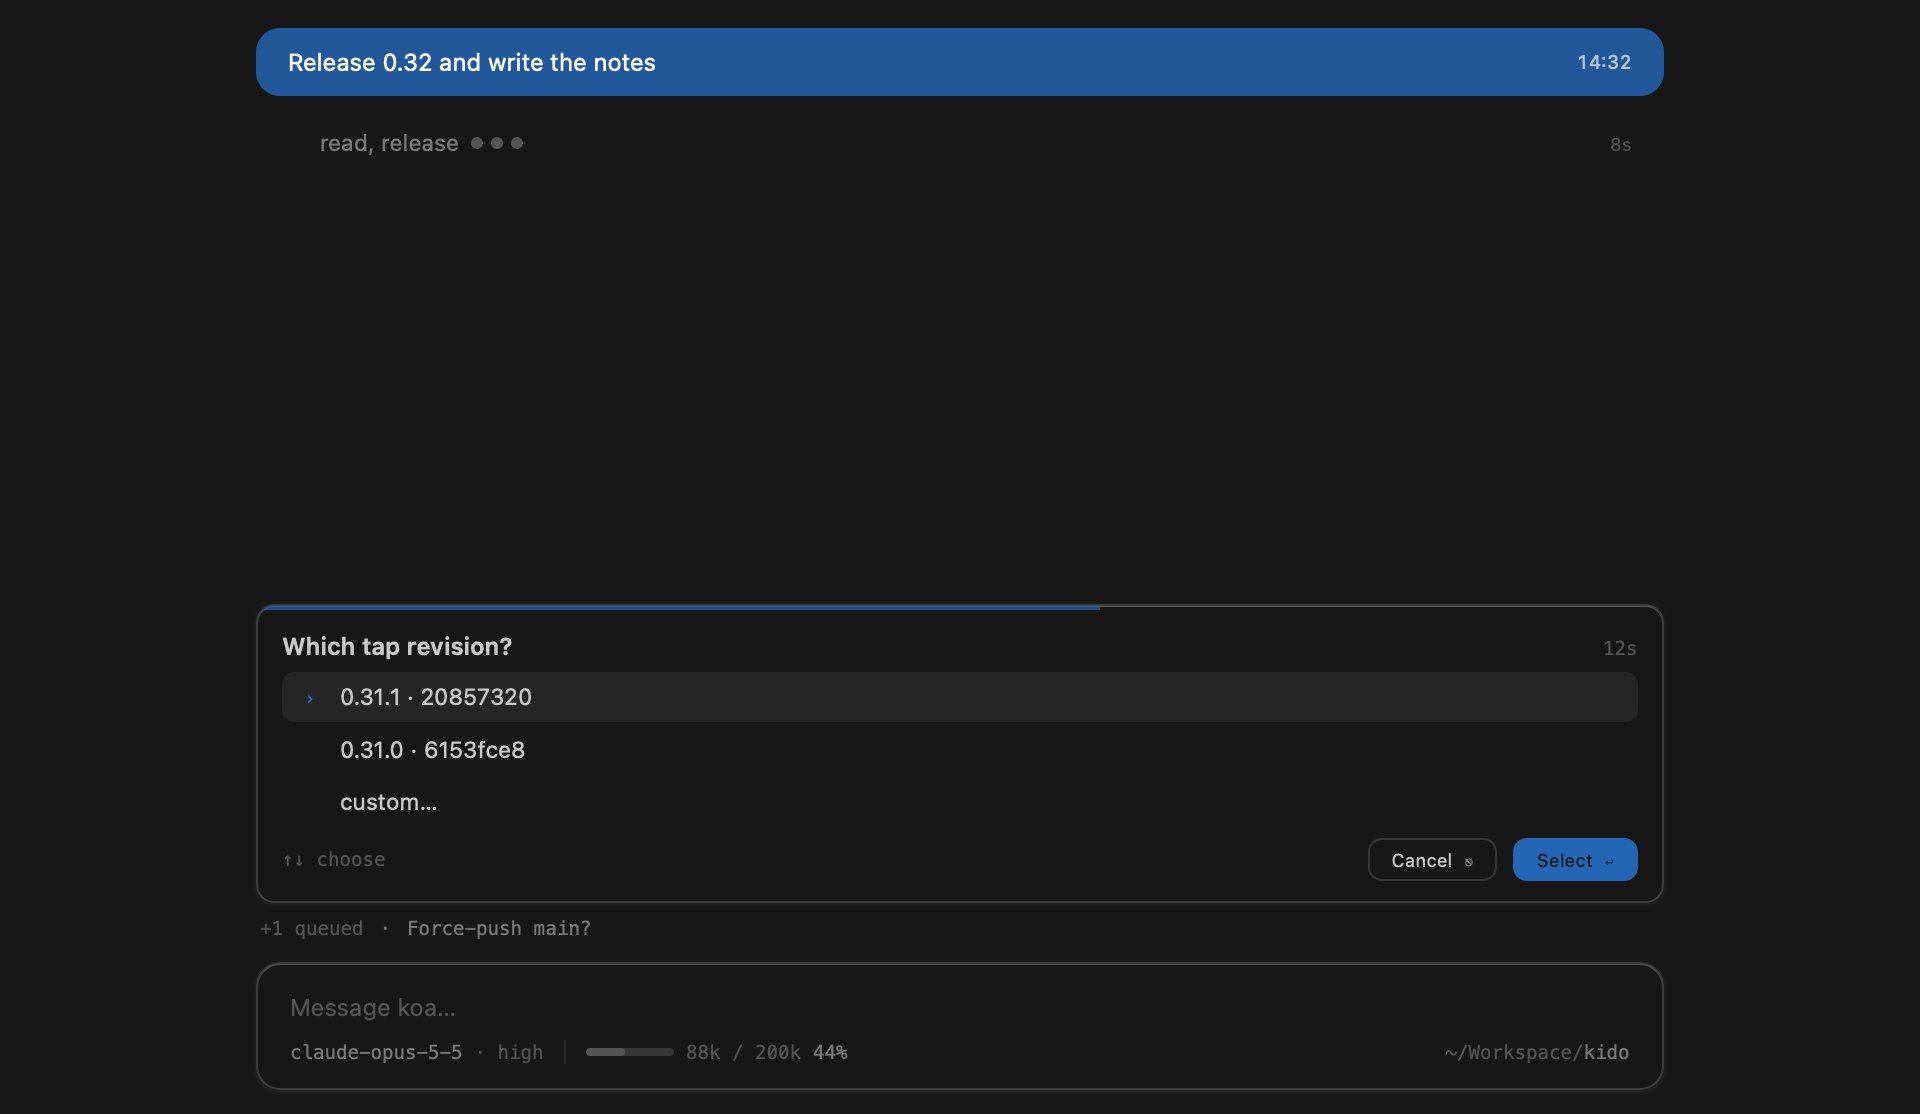 Release 0.32 and write the notes 14:32
read, release 8s
Which tap revision? 12s
› 0.31.1 · 20857320
0.31.0 · 6153fce8
custom…
↑↓ choose Cancel ⎋ Select ↩
+1 queued · Force-push main?
Message koa…
claude-opus-5-5 · high 88k / 200k 44% ~/Workspace/kido